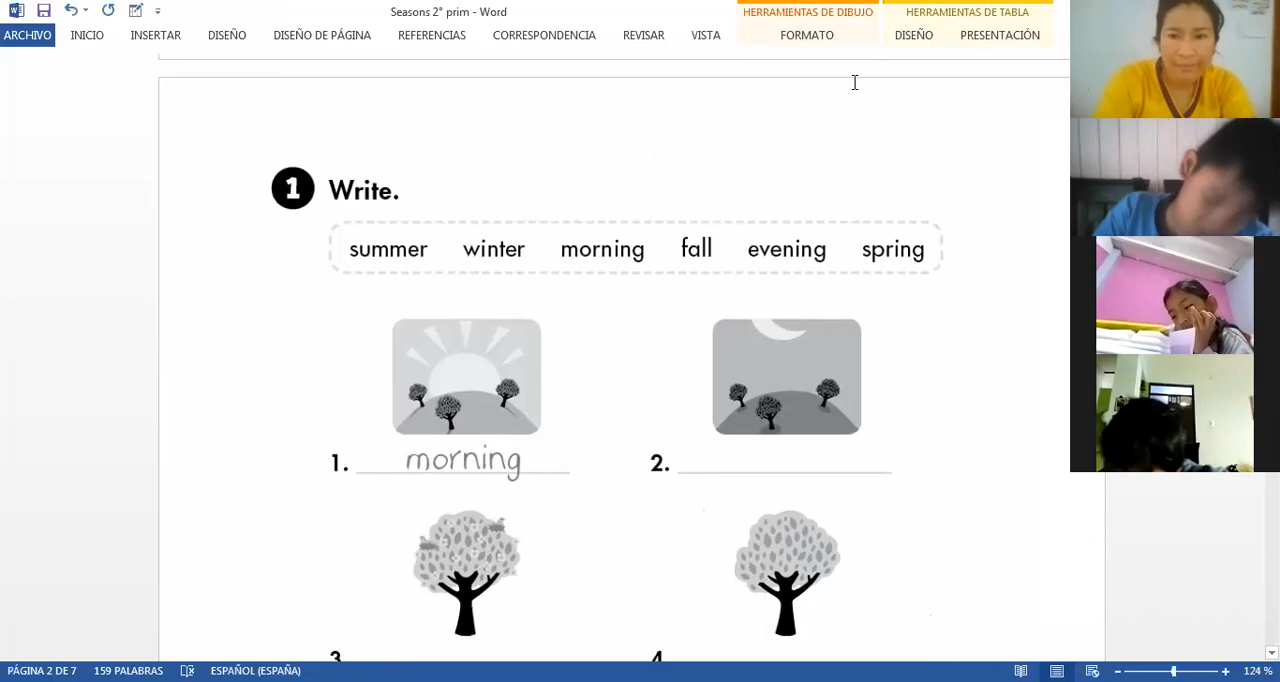 Seasons 2° prim - Word
HERRAMIENTAS DE DIBUJO
HERRAMIENTAS DE TABLA
ARCHIVO INICIO INSERTAR DISEÑO DISEÑO DE PÁGINA REFERENCIAS CORRESPONDENCIA REVISAR VISTA FORMATO DISEÑO PRESENTACIÓN
1 Write.
summer winter morning fall evening spring
1. morning 2.
3. 4.
PÁGINA 2 DE 7 159 PALABRAS ESPAÑOL (ESPAÑA) 124 %